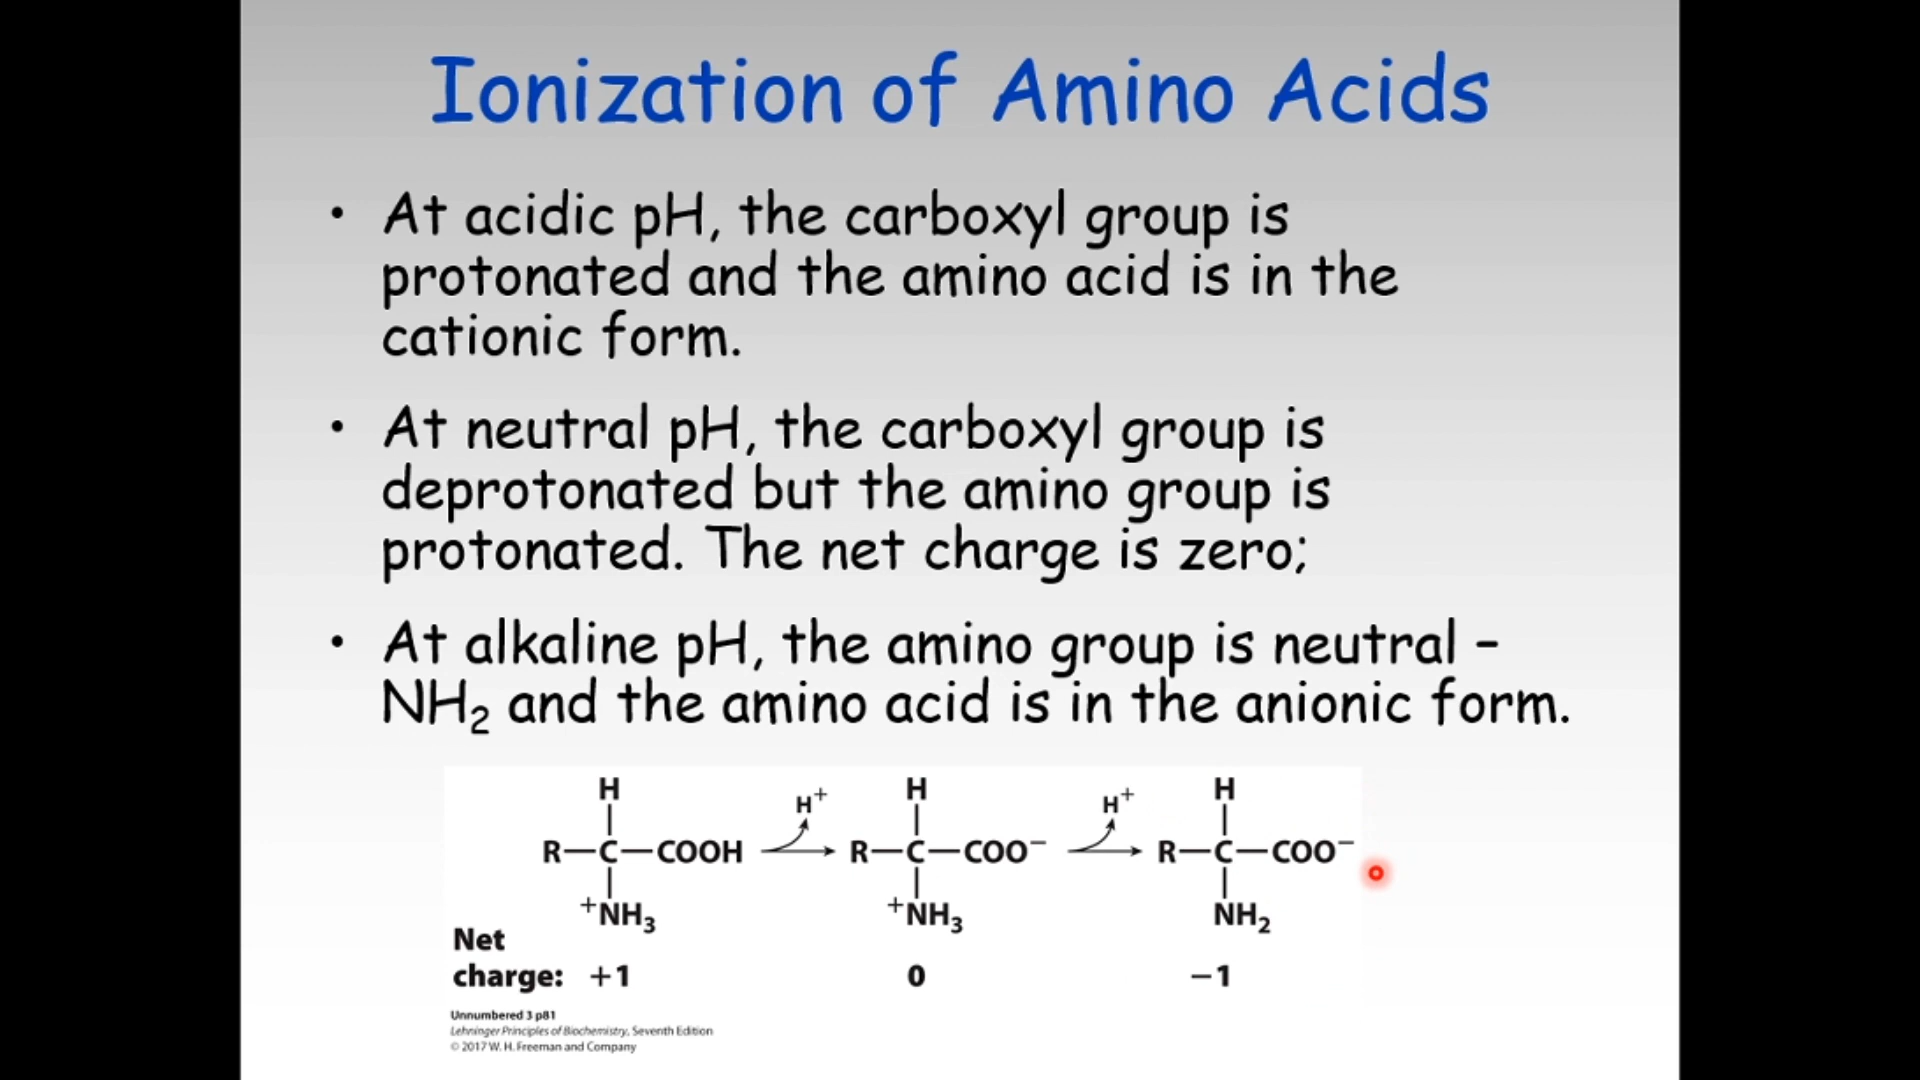 Ionization of Amino Acids
• At acidic pH, the carboxyl group is
protonated and the amino acid is in the
cationic form.
• At neutral pH, the carboxyl group is
deprotonated but the amino group is
protonated. The net charge is zero;
• At alkaline pH, the amino group is neutral –
NH₂ and the amino acid is in the anionic form.
H H⁺ H H⁺ H
R—C—COOH R—C—COO⁻ R—C—COO⁻
⁺NH₃ ⁺NH₃ NH₂
Net
charge: +1 0 −1
Unnumbered 3 p81
Lehninger Principles of Biochemistry, Seventh Edition
© 2017 W. H. Freeman and Company